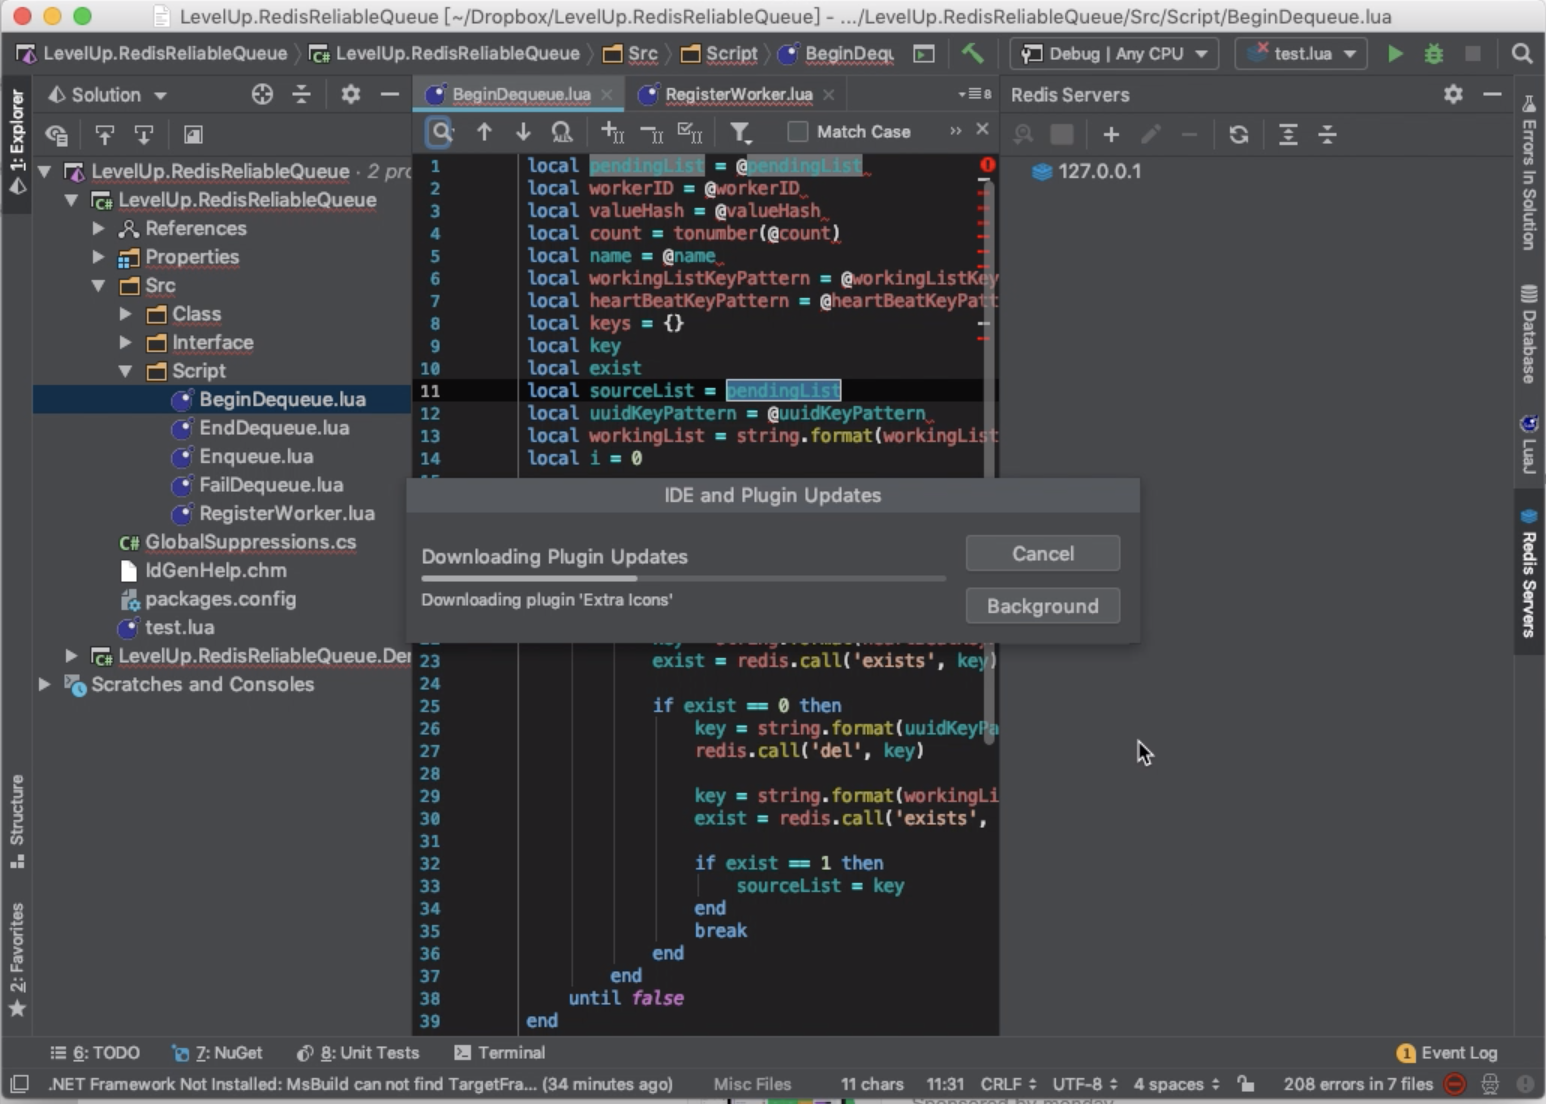 LevelUp.RedisReliableQueue [~/Dropbox/LevelUp.RedisReliableQueue] - .../LevelUp.RedisReliableQueue/Src/Script/BeginDequeue.lua
LevelUp.RedisReliableQueue LevelUp.RedisReliableQueue Src Script BeginDequ Debug | Any CPU test.lua
1: Explorer
Solution
LevelUp.RedisReliableQueue · 2 pro
LevelUp.RedisReliableQueue
References
Properties
Src
Class
Interface
Script
BeginDequeue.lua
EndDequeue.lua
Enqueue.lua
FailDequeue.lua
RegisterWorker.lua
GlobalSuppressions.cs
IdGenHelp.chm
packages.config
test.lua
LevelUp.RedisReliableQueue.Der
Scratches and Consoles
Structure
2: Favorites
BeginDequeue.lua RegisterWorker.lua 8
Match Case
1 local pendingList = @pendingList
2 local workerID = @workerID
3 local valueHash = @valueHash
4 local count = tonumber(@count)
5 local name = @name
6 local workingListKeyPattern = @workingListKey
7 local heartBeatKeyPattern = @heartBeatKeyPatt
8 local keys = {}
9 local key
10 local exist
11 local sourceList = pendingList
12 local uuidKeyPattern = @uuidKeyPattern
13 local workingList = string.format(workingList
14 local i = 0
IDE and Plugin Updates
Downloading Plugin Updates
Downloading plugin 'Extra Icons'
Cancel
Background
23 exist = redis.call('exists', key)
24
25 if exist == 0 then
26 key = string.format(uuidKeyPa
27 redis.call('del', key)
28
29 key = string.format(workingLi
30 exist = redis.call('exists',
31
32 if exist == 1 then
33 sourceList = key
34 end
35 break
36 end
37 end
38 until false
39 end
Redis Servers
127.0.0.1
Errors In Solution
Database
LuaJ
Redis Servers
6: TODO 7: NuGet 8: Unit Tests Terminal 1 Event Log
.NET Framework Not Installed: MsBuild can not find TargetFra... (34 minutes ago) Misc Files 11 chars 11:31 CRLF UTF-8 4 spaces 208 errors in 7 files